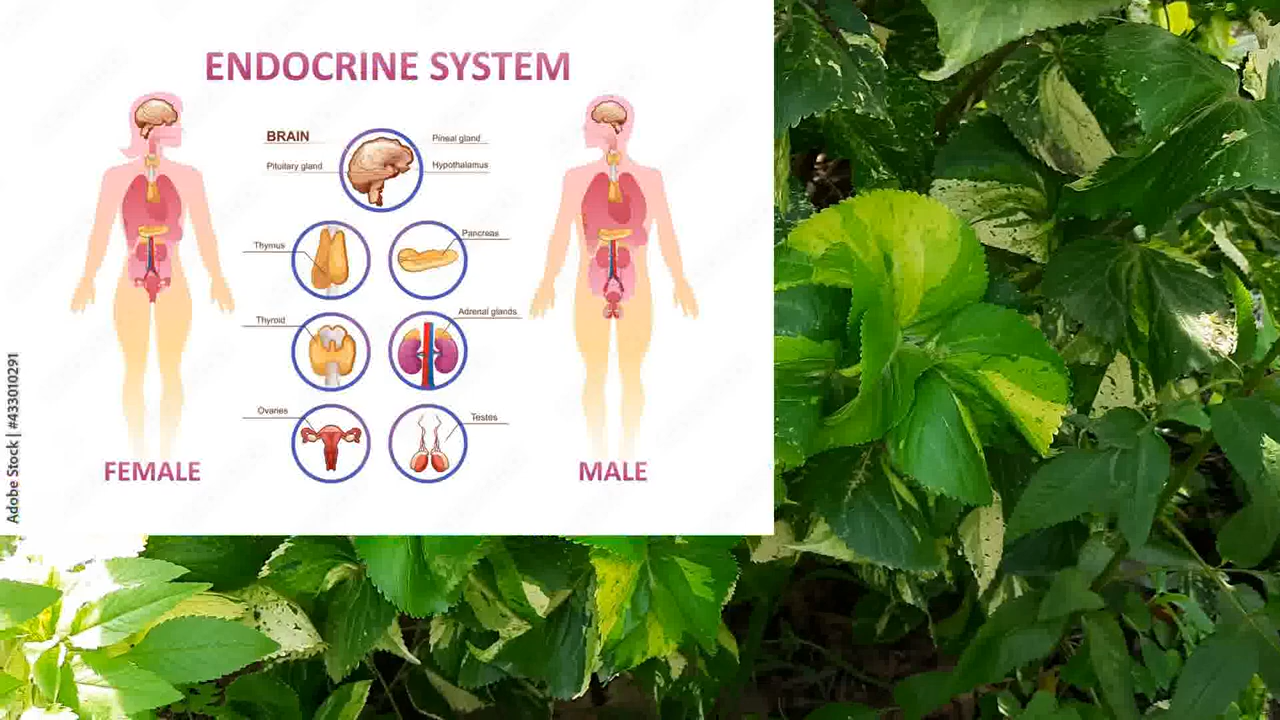 ENDOCRINE SYSTEM
BRAIN
Pineal gland
Pituilary gland
Hypothalamus
Thymus
Pancreas
Thyroid
Adrenal glands
Ovaries
Testes
FEMALE
MALE
Adobe Stock | #433010291